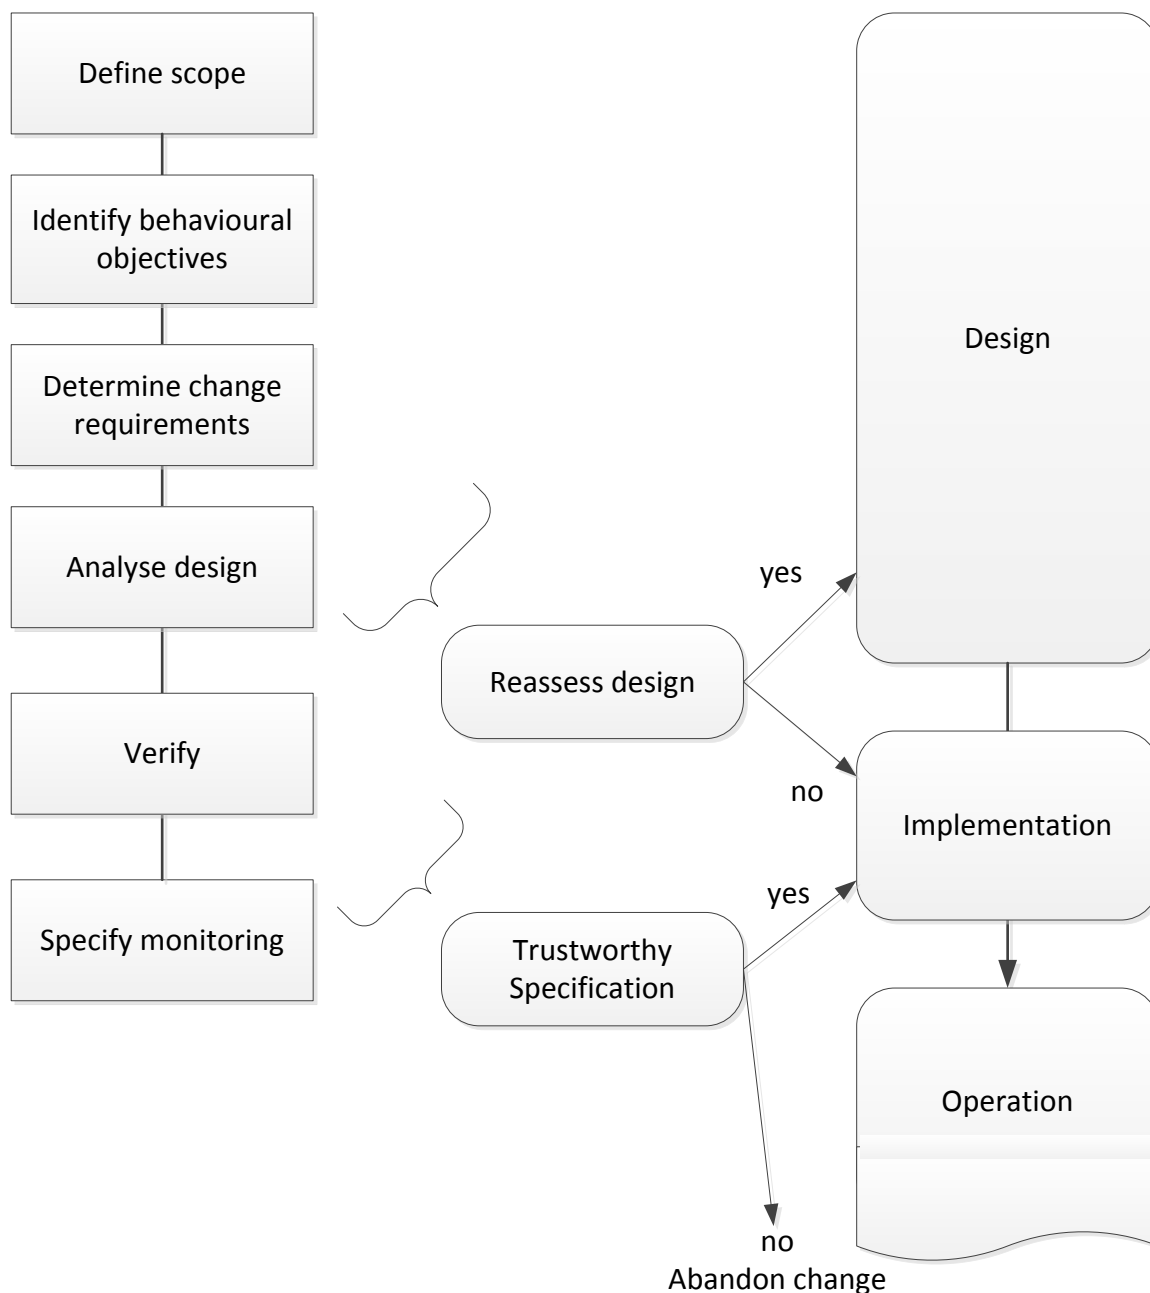 Define scope
Identify behavioural
objectives
Determine change
requirements
Analyse design
Verify
Specify monitoring
Reassess design
Trustworthy
Specification
yes
no
yes
no
Abandon change
Design
Implementation
Operation